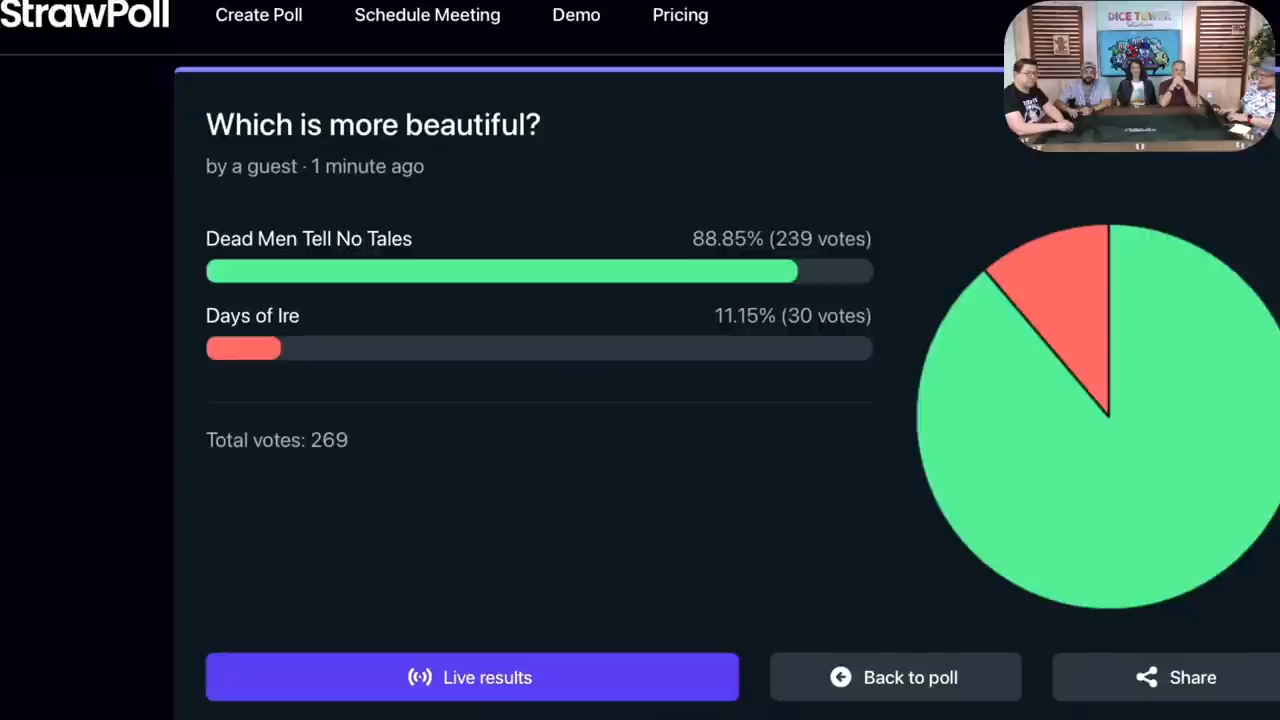 StrawPoll Create Poll Schedule Meeting Demo Pricing
DICE TOWER
Which is more beautiful?
by a guest · 1 minute ago
Dead Men Tell No Tales 88.85% (239 votes)
Days of Ire 11.15% (30 votes)
Total votes: 269
Live results Back to poll Share